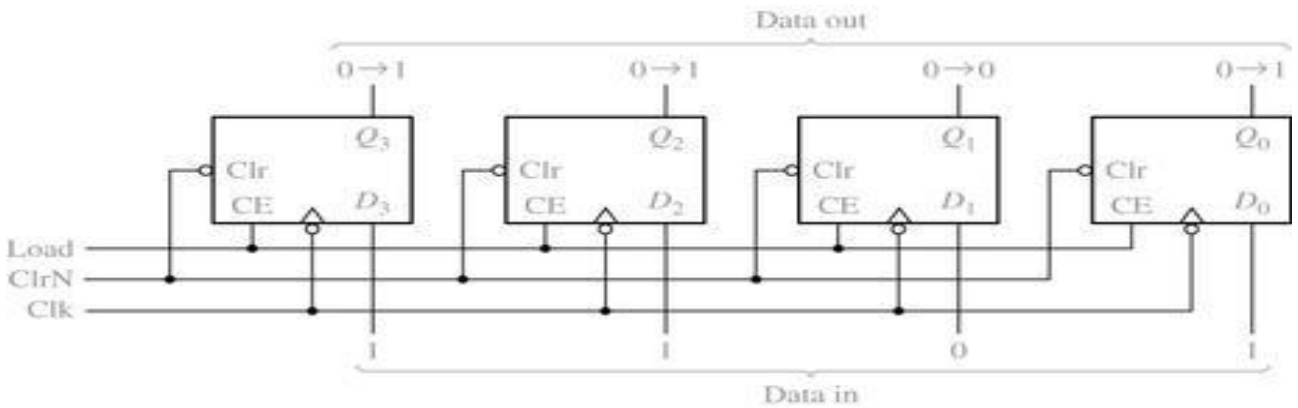 Data out
0→1 0→1 0→0 0→1
Q₃ Q₂ Q₁ Q₀
Clr Clr Clr Clr
CE D₃ CE D₂ CE D₁ CE D₀
Load
ClrN
Clk
1 1 0 1
Data in